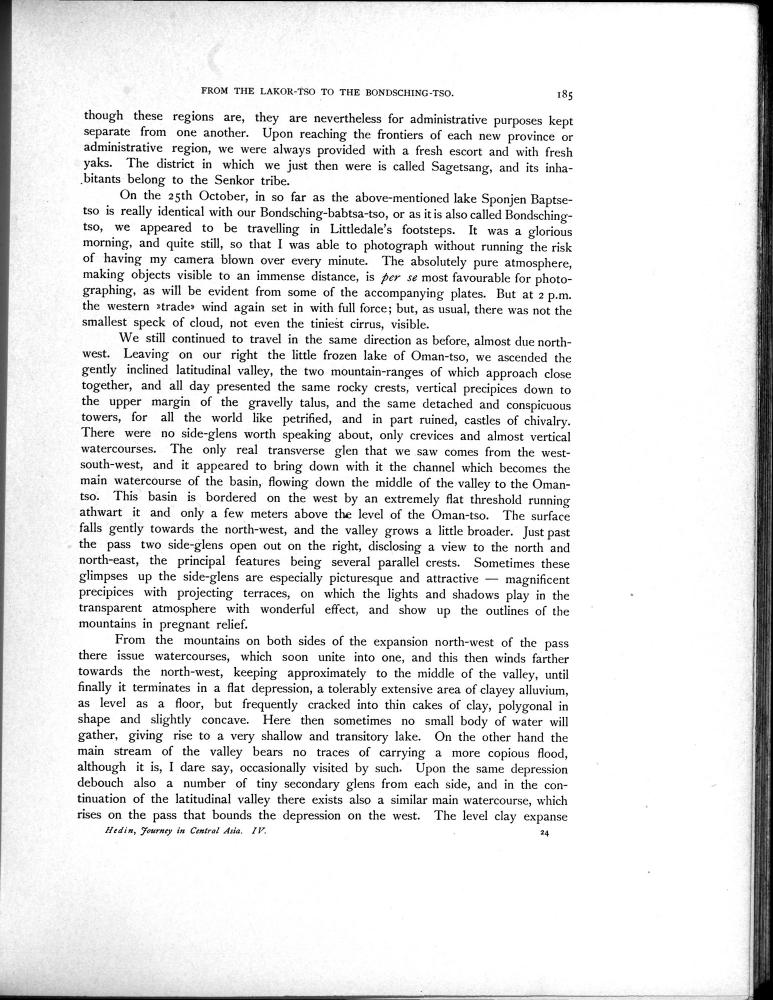 FROM THE LAKOR-TSO TO THE BONDSCHING-TSO. 185
though these regions are, they are nevertheless for administrative purposes kept
separate from one another. Upon reaching the frontiers of each new province or
administrative region, we were always provided with a fresh escort and with fresh
yaks. The district in which we just then were is called Sagetsang, and its inha-
bitants belong to the Senkor tribe.
On the 25th October, in so far as the above-mentioned lake Sponjen Baptse-
tso is really identical with our Bondsching-babtsa-tso, or as it is also called Bondsching-
tso, we appeared to be travelling in Littledale's footsteps. It was a glorious
morning, and quite still, so that I was able to photograph without running the risk
of having my camera blown over every minute. The absolutely pure atmosphere,
making objects visible to an immense distance, is per se most favourable for photo-
graphing, as will be evident from some of the accompanying plates. But at 2 p.m.
the western »trade» wind again set in with full force; but, as usual, there was not the
smallest speck of cloud, not even the tiniest cirrus, visible.
We still continued to travel in the same direction as before, almost due north-
west. Leaving on our right the little frozen lake of Oman-tso, we ascended the
gently inclined latitudinal valley, the two mountain-ranges of which approach close
together, and all day presented the same rocky crests, vertical precipices down to
the upper margin of the gravelly talus, and the same detached and conspicuous
towers, for all the world like petrified, and in part ruined, castles of chivalry.
There were no side-glens worth speaking about, only crevices and almost vertical
watercourses. The only real transverse glen that we saw comes from the west-
south-west, and it appeared to bring down with it the channel which becomes the
main watercourse of the basin, flowing down the middle of the valley to the Oman-
tso. This basin is bordered on the west by an extremely flat threshold running
athwart it and only a few meters above the level of the Oman-tso. The surface
falls gently towards the north-west, and the valley grows a little broader. Just past
the pass two side-glens open out on the right, disclosing a view to the north and
north-east, the principal features being several parallel crests. Sometimes these
glimpses up the side-glens are especially picturesque and attractive — magnificent
precipices with projecting terraces, on which the lights and shadows play in the
transparent atmosphere with wonderful effect, and show up the outlines of the
mountains in pregnant relief.
From the mountains on both sides of the expansion north-west of the pass
there issue watercourses, which soon unite into one, and this then winds farther
towards the north-west, keeping approximately to the middle of the valley, until
finally it terminates in a flat depression, a tolerably extensive area of clayey alluvium,
as level as a floor, but frequently cracked into thin cakes of clay, polygonal in
shape and slightly concave. Here then sometimes no small body of water will
gather, giving rise to a very shallow and transitory lake. On the other hand the
main stream of the valley bears no traces of carrying a more copious flood,
although it is, I dare say, occasionally visited by such. Upon the same depression
debouch also a number of tiny secondary glens from each side, and in the con-
tinuation of the latitudinal valley there exists also a similar main watercourse, which
rises on the pass that bounds the depression on the west. The level clay expanse
Hedin, Journey in Central Asia. IV. 24